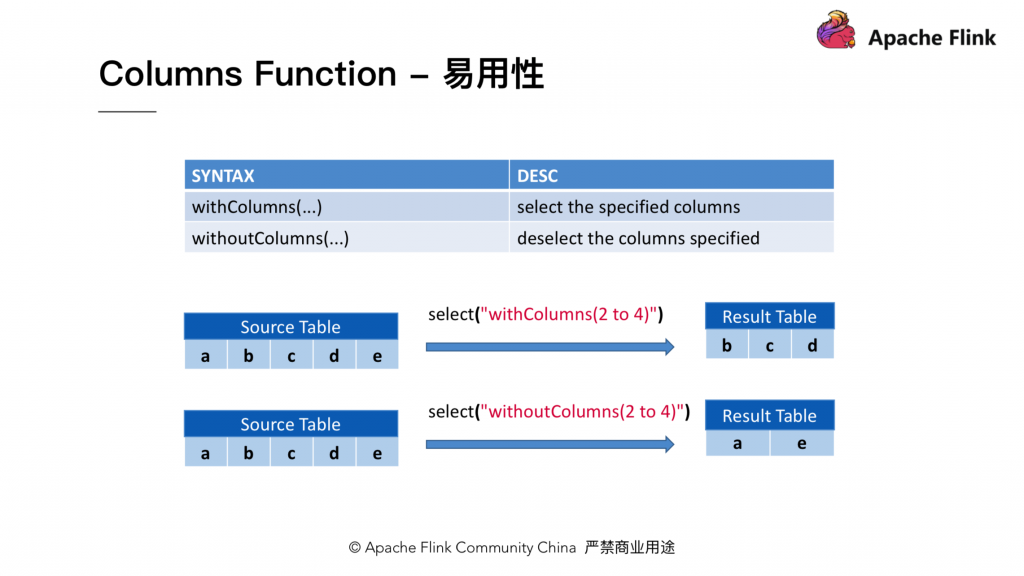 Apache Flink
Columns Function – 易用性
SYNTAX DESC
withColumns(...) select the specified columns
withoutColumns(...) deselect the columns specified
Source Table
a b c d e
select("withColumns(2 to 4)")
Result Table
b c d
Source Table
a b c d e
select("withoutColumns(2 to 4)")
Result Table
a e
© Apache Flink Community China 严禁商业用途